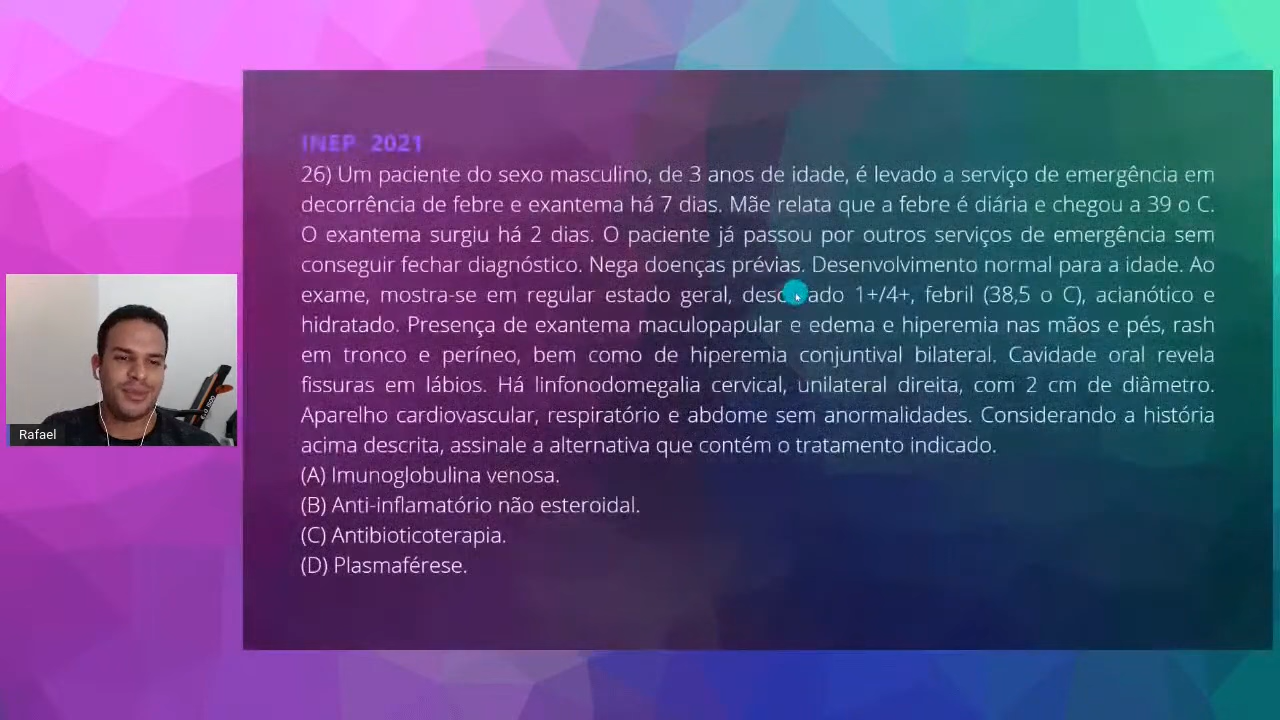 INEP 2021
26) Um paciente do sexo masculino, de 3 anos de idade, é levado a serviço de emergência em
decorrência de febre e exantema há 7 dias. Mãe relata que a febre é diária e chegou a 39 o C.
O exantema surgiu há 2 dias. O paciente já passou por outros serviços de emergência sem
conseguir fechar diagnóstico. Nega doenças prévias. Desenvolvimento normal para a idade. Ao
exame, mostra-se em regular estado geral, 1+/4+, febril (38,5 o C), acianótico e
hidratado. Presença de exantema maculopapular e edema e hiperemia nas mãos e pés, rash
em tronco e períneo, bem como de hiperemia conjuntival bilateral. Cavidade oral revela
fissuras em lábios. Há linfonodomegalia cervical, unilateral direita, com 2 cm de diâmetro.
Aparelho cardiovascular, respiratório e abdome sem anormalidades. Considerando a história
acima descrita, assinale a alternativa que contém o tratamento indicado.
(A) Imunoglobulina venosa.
(B) Anti-inflamatório não esteroidal.
(C) Antibioticoterapia.
(D) Plasmaférese.
Rafael